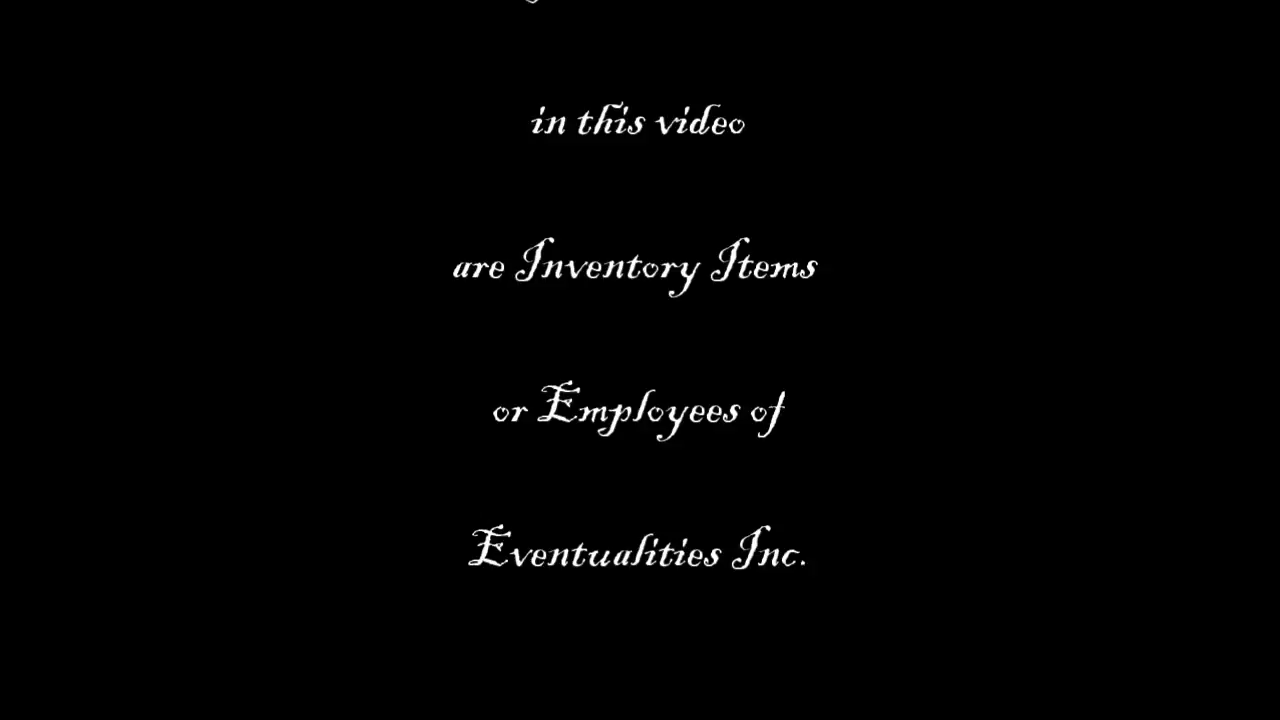 in this video
are Inventory Items
or Employees of
Eventualities Inc.